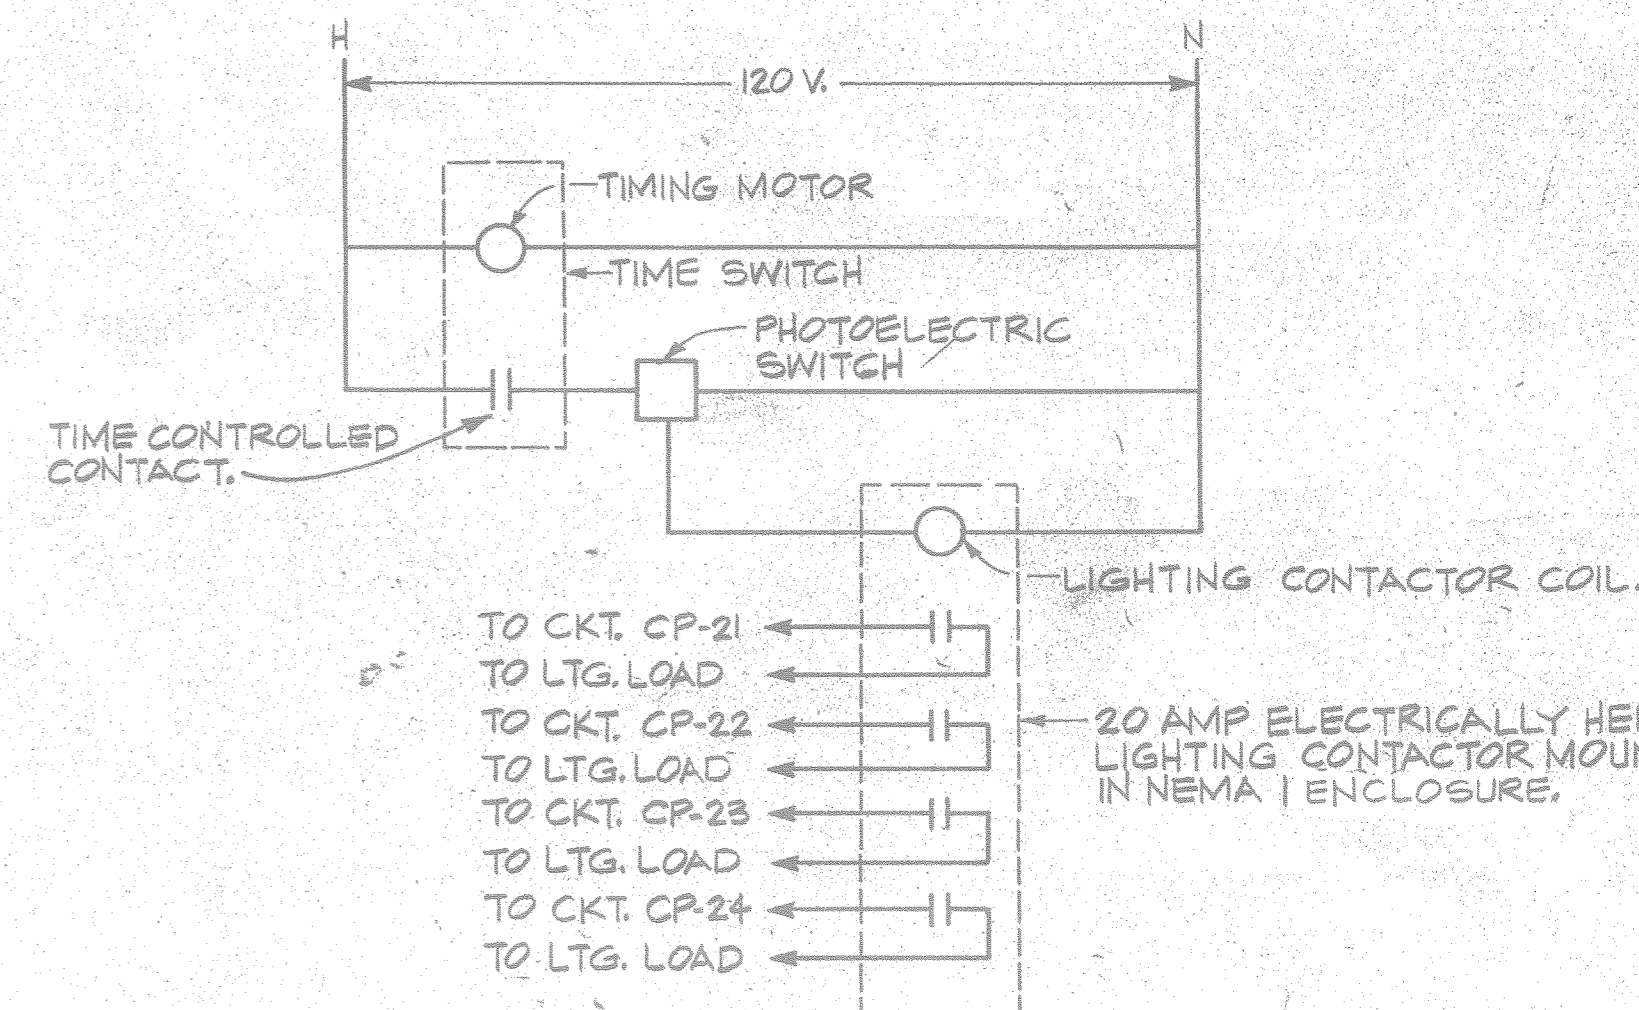 H
N
120 V.
TIMING MOTOR
TIME SWITCH
PHOTOELECTRIC
SWITCH
TIME CONTROLLED
CONTACT.
LIGHTING CONTACTOR COIL.
TO CKT. CP-21
TO LTG. LOAD
TO CKT. CP-22
TO LTG. LOAD
TO CKT. CP-23
TO LTG. LOAD
TO CKT. CP-24
TO LTG. LOAD
20 AMP ELECTRICALLY
LIGHTING CONTACTOR
IN NEMA 1 ENCLOSURE.